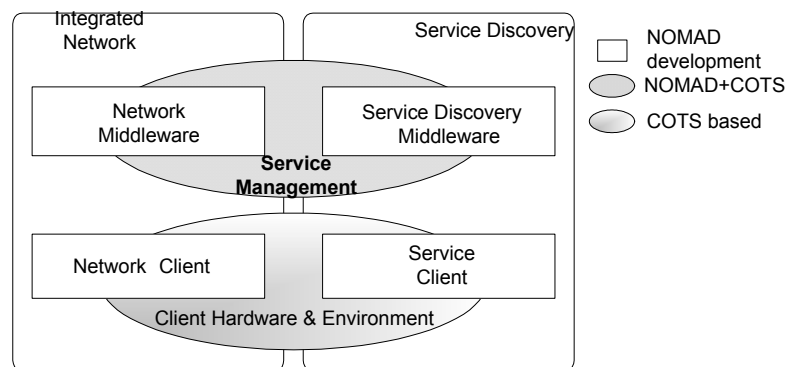 Integrated
Network
Service Discovery
Network
Middleware
Service Discovery
Middleware
Service
Management
Network Client
Service
Client
Client Hardware & Environment
NOMAD
development
NOMAD+COTS
COTS based